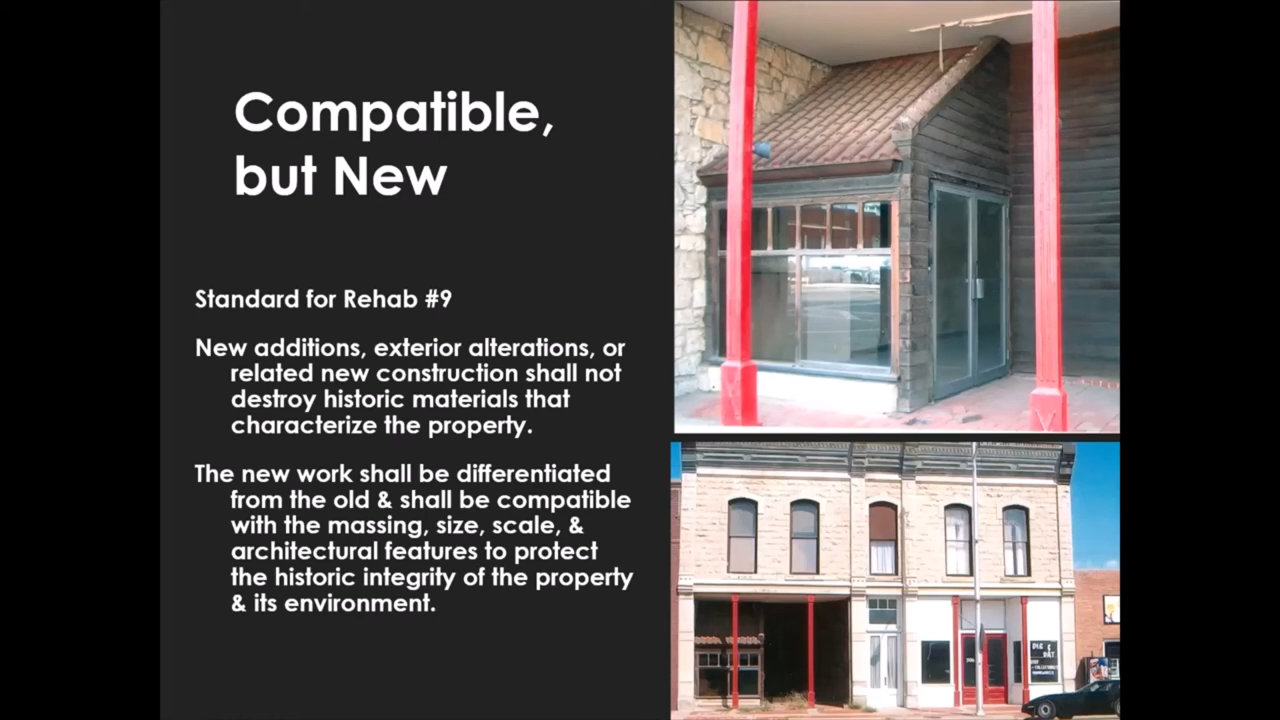 Compatible,
but New
Standard for Rehab #9
New additions, exterior alterations, or
related new construction shall not
destroy historic materials that
characterize the property.
The new work shall be differentiated
from the old & shall be compatible
with the massing, size, scale, &
architectural features to protect
the historic integrity of the property
& its environment.